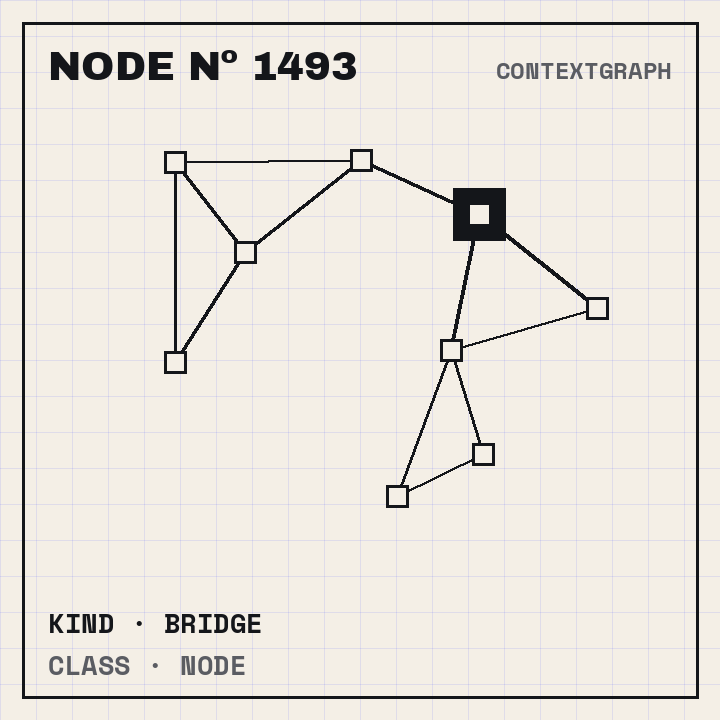 NODE Nº 1493
CONTEXTGRAPH
KIND · BRIDGE
CLASS · NODE